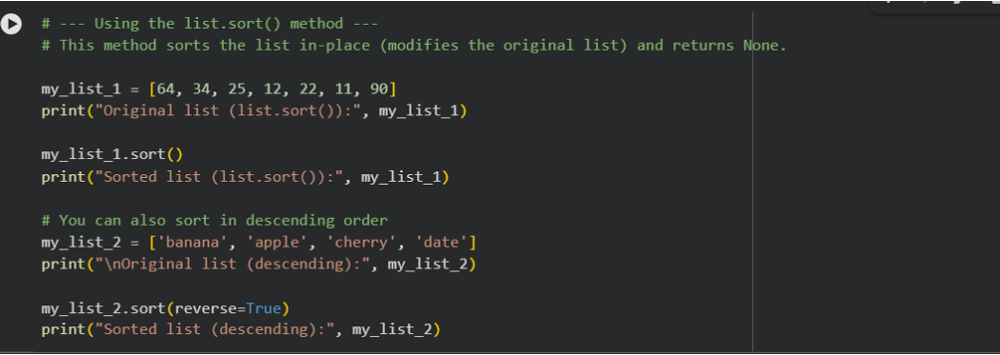 # --- Using the list.sort() method ---
# This method sorts the list in-place (modifies the original list) and returns None.
my_list_1 = [64, 34, 25, 12, 22, 11, 90]
print("Original list (list.sort()):", my_list_1)
my_list_1.sort()
print("Sorted list (list.sort()):", my_list_1)
# You can also sort in descending order
my_list_2 = ['banana', 'apple', 'cherry', 'date']
print("\nOriginal list (descending):", my_list_2)
my_list_2.sort(reverse=True)
print("Sorted list (descending):", my_list_2)